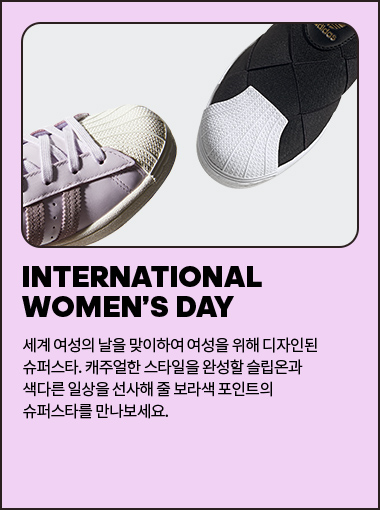 adidas
INTERNATIONAL
WOMEN'S DAY
세계 여성의 날을 맞이하여 여성을 위해 디자인된
슈퍼스타. 캐주얼한 스타일을 완성할 슬립온과
색다른 일상을 선사해 줄 보라색 포인트의
슈퍼스타를 만나보세요.